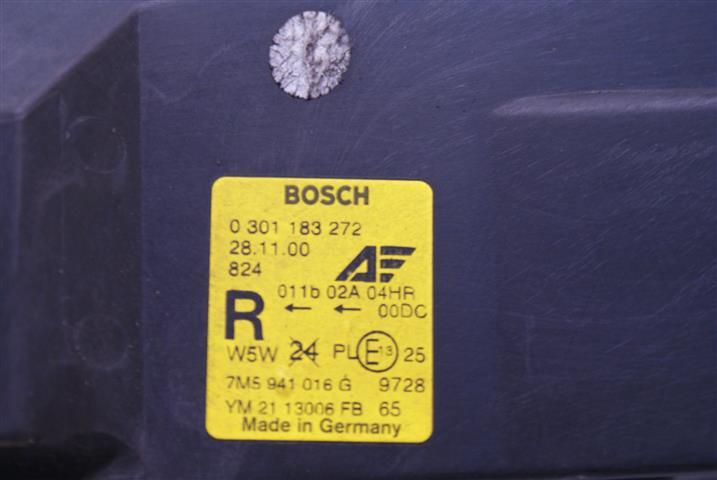 BOSCH
0 301 183 272
28.11.00
824
AF
011b 02A 04HR
R ← ← 00DC
W5W 24 PL E13 25
7M5 941 016 G 9728
YM 21 13006 FB 65
Made in Germany